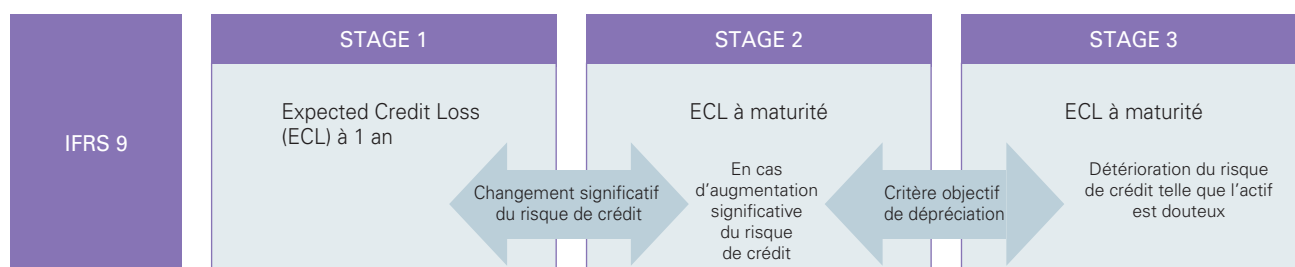 IFRS 9
STAGE 1
Expected Credit Loss
(ECL) à 1 an
Changement significatif
du risque de crédit
STAGE 2
ECL à maturité
En cas
d’augmentation
significative
du risque
de crédit
Critère objectif
de dépréciation
STAGE 3
ECL à maturité
Détérioration du risque
de crédit telle que l’actif
est douteux